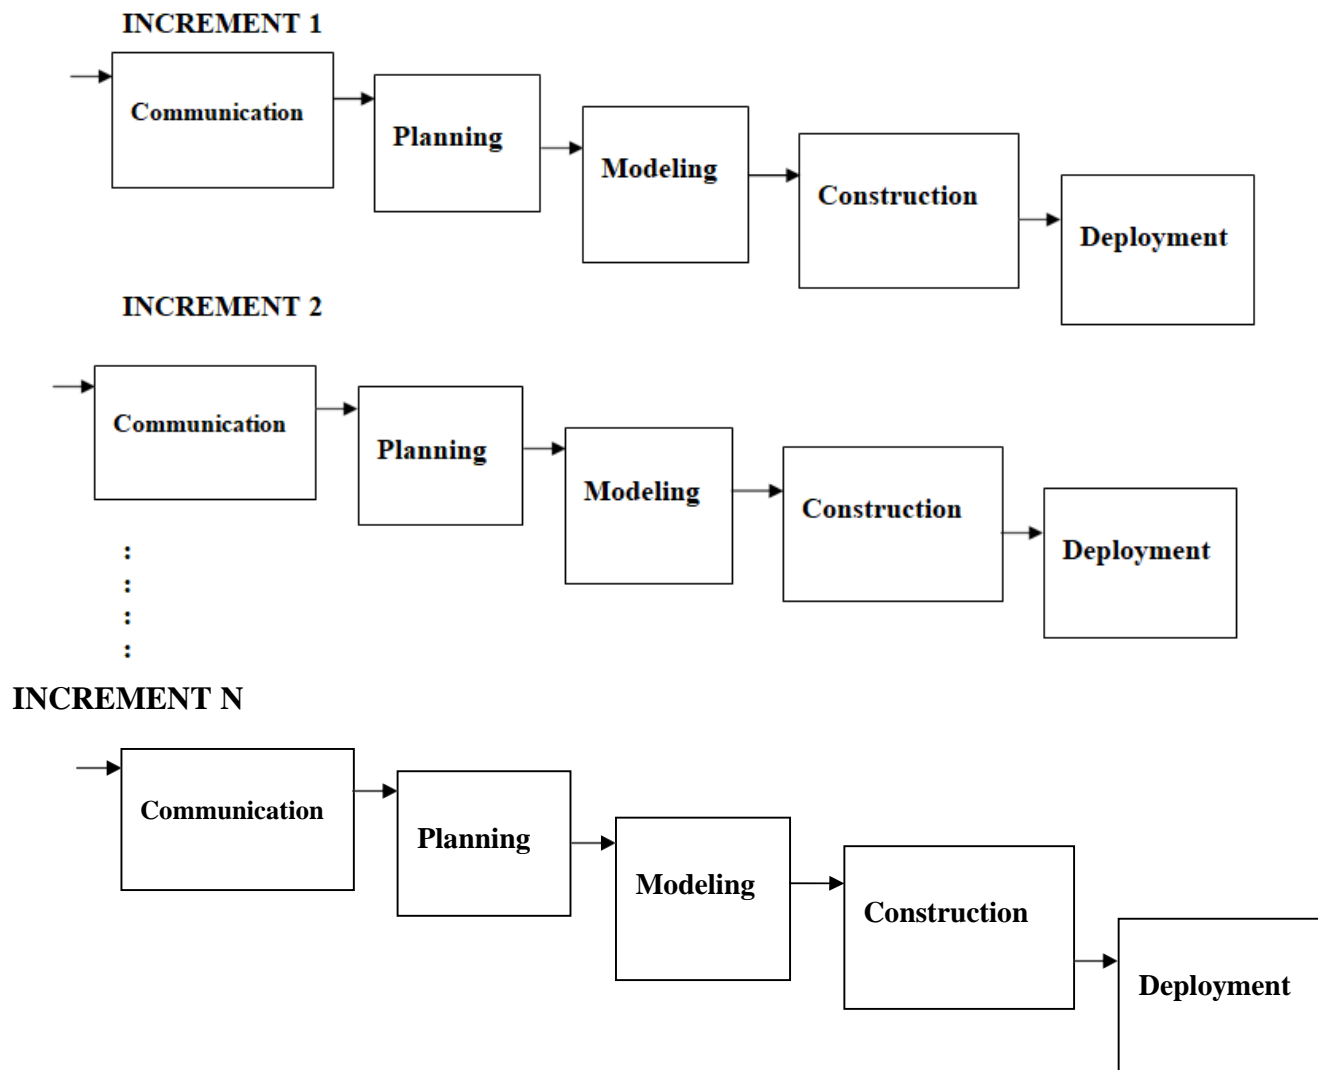 INCREMENT 1
Communication
Planning
Modeling
Construction
Deployment
INCREMENT 2
Communication
Planning
Modeling
Construction
Deployment
:
:
:
:
INCREMENT N
Communication
Planning
Modeling
Construction
Deployment